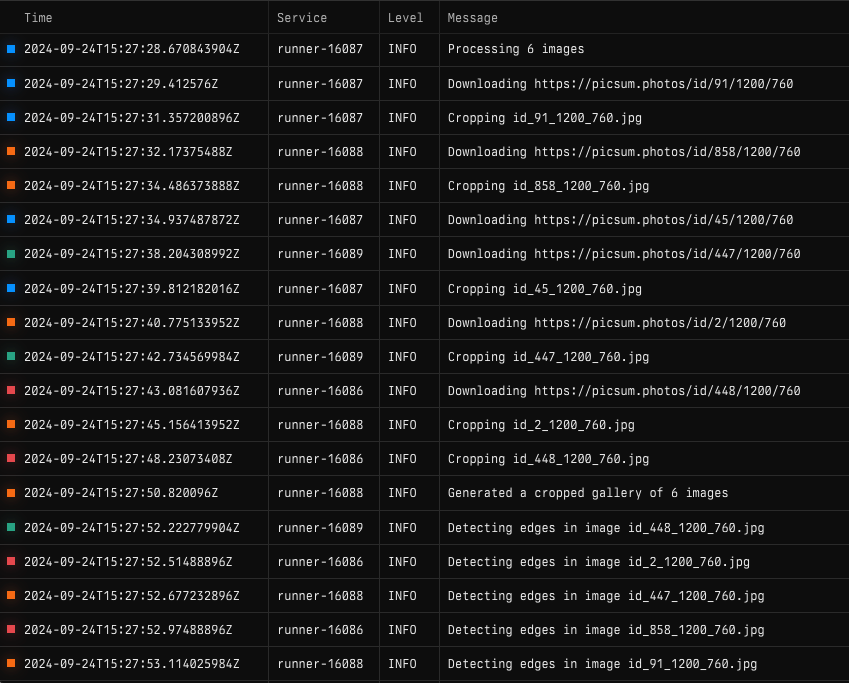 Time Service Level Message
2024-09-24T15:27:28.670843904Z runner-16087 INFO Processing 6 images
2024-09-24T15:27:29.412576Z runner-16087 INFO Downloading https://picsum.photos/id/91/1200/760
2024-09-24T15:27:31.357200896Z runner-16087 INFO Cropping id_91_1200_760.jpg
2024-09-24T15:27:32.17375488Z runner-16088 INFO Downloading https://picsum.photos/id/858/1200/760
2024-09-24T15:27:34.486373888Z runner-16088 INFO Cropping id_858_1200_760.jpg
2024-09-24T15:27:34.937487872Z runner-16087 INFO Downloading https://picsum.photos/id/45/1200/760
2024-09-24T15:27:38.204308992Z runner-16089 INFO Downloading https://picsum.photos/id/447/1200/760
2024-09-24T15:27:39.812182016Z runner-16087 INFO Cropping id_45_1200_760.jpg
2024-09-24T15:27:40.775133952Z runner-16088 INFO Downloading https://picsum.photos/id/2/1200/760
2024-09-24T15:27:42.734569984Z runner-16089 INFO Cropping id_447_1200_760.jpg
2024-09-24T15:27:43.081607936Z runner-16086 INFO Downloading https://picsum.photos/id/448/1200/760
2024-09-24T15:27:45.156413952Z runner-16088 INFO Cropping id_2_1200_760.jpg
2024-09-24T15:27:48.23073408Z runner-16086 INFO Cropping id_448_1200_760.jpg
2024-09-24T15:27:50.820096Z runner-16088 INFO Generated a cropped gallery of 6 images
2024-09-24T15:27:52.222779904Z runner-16089 INFO Detecting edges in image id_448_1200_760.jpg
2024-09-24T15:27:52.51488896Z runner-16086 INFO Detecting edges in image id_2_1200_760.jpg
2024-09-24T15:27:52.677232896Z runner-16088 INFO Detecting edges in image id_447_1200_760.jpg
2024-09-24T15:27:52.97488896Z runner-16086 INFO Detecting edges in image id_858_1200_760.jpg
2024-09-24T15:27:53.114025984Z runner-16088 INFO Detecting edges in image id_91_1200_760.jpg